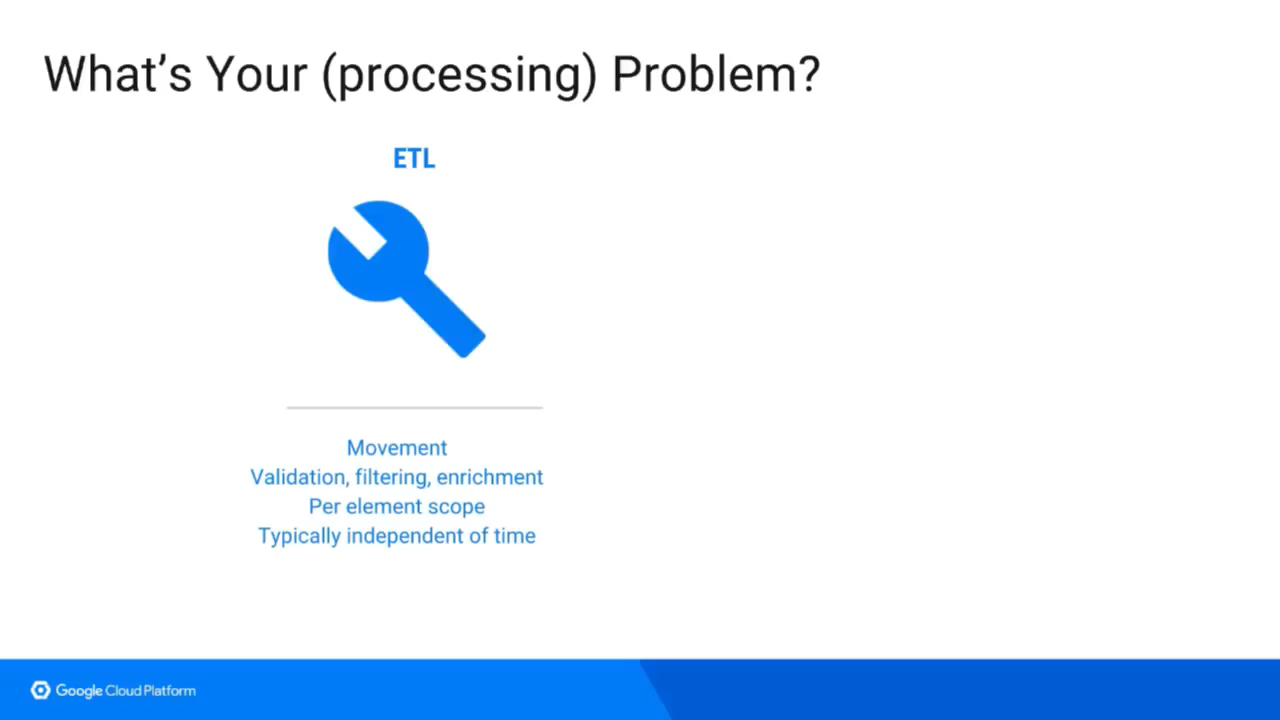 What’s Your (processing) Problem?
ETL
Movement
Validation, filtering, enrichment
Per element scope
Typically independent of time
Google Cloud Platform